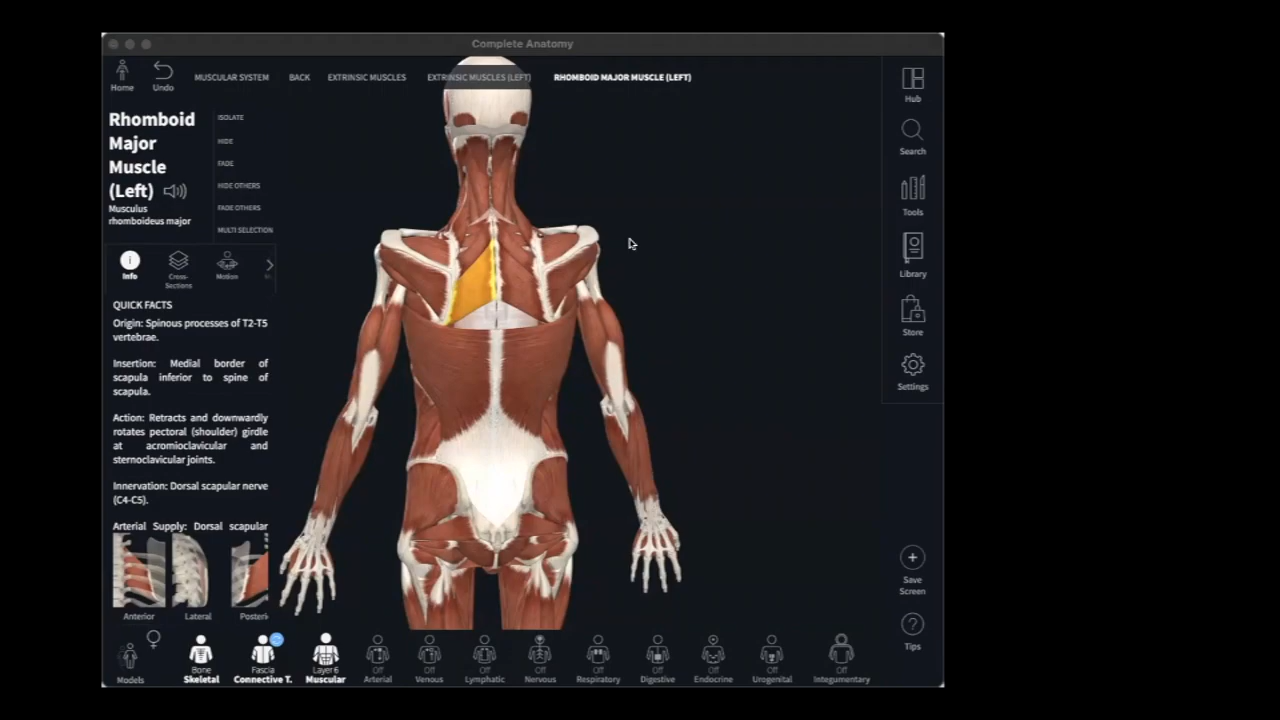 Complete Anatomy
Home
Undo
MUSCULAR SYSTEM
BACK
EXTRINSIC MUSCLES
EXTRINSIC MUSCLES (LEFT)
RHOMBOID MAJOR MUSCLE (LEFT)
Rhomboid
Major
Muscle
(Left)
Musculus
rhomboideus major
ISOLATE
HIDE
FADE
HIDE OTHERS
FADE OTHERS
MULTI SELECTION
Info
Cross-
Sections
Motion
QUICK FACTS
Origin: Spinous processes of T2-T5
vertebrae.
Insertion: Medial border of
scapula inferior to spine of
scapula.
Action: Retracts and downwardly
rotates pectoral (shoulder) girdle
at acromioclavicular and
sternoclavicular joints.
Innervation: Dorsal scapular nerve
(C4-C5).
Arterial Supply: Dorsal scapular
Anterior
Lateral
Posteri
Hub
Search
Tools
Library
Store
Settings
+
Save
Screen
?
Tips
Models
Bone
Skeletal
Fascia
Connective T.
Layer 6
Muscular
Off
Arterial
Off
Venous
Off
Lymphatic
Off
Nervous
Off
Respiratory
Off
Digestive
Off
Endocrine
Off
Urogenital
Off
Integumentary